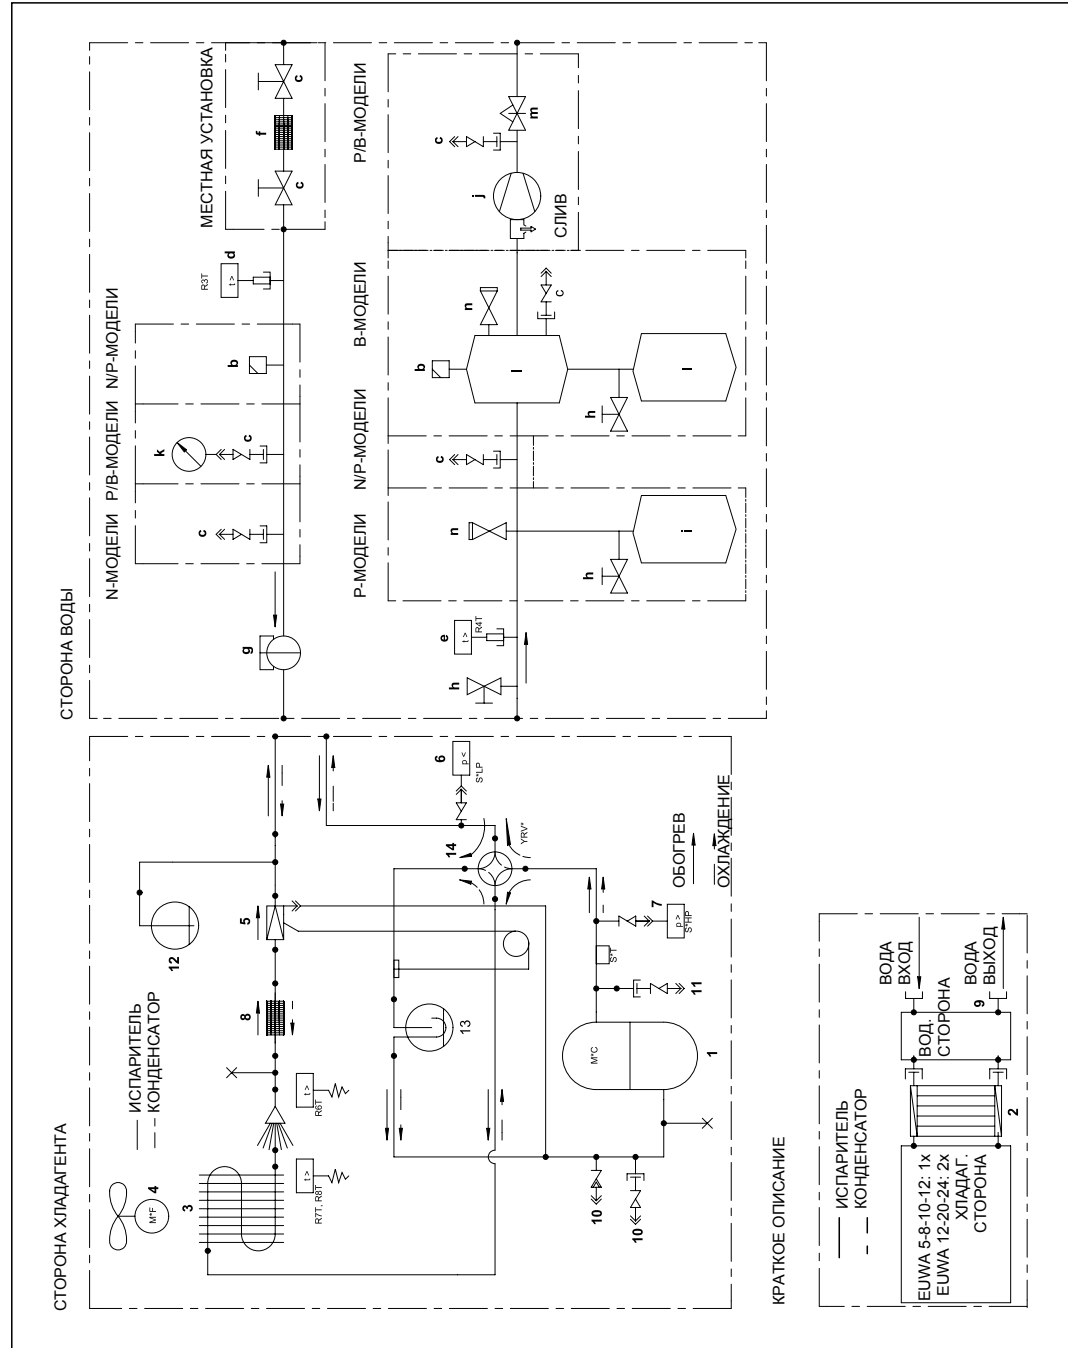 СТОРОНА ВОДЫ
N-МОДЕЛИ
P/B-МОДЕЛИ
N/P-МОДЕЛИ
МЕСТНАЯ УСТАНОВКА
g
c
k
c
b
R3T
t >
d
c
f
c
P-МОДЕЛИ
N/P-МОДЕЛИ
B-МОДЕЛИ
P/B-МОДЕЛИ
h
e
t >
R4T
n
h
i
c
b
n
l
C
h
l
j
СЛИВ
c
m
СТОРОНА ХЛАДАГЕНТА
ИСПАРИТЕЛЬ
КОНДЕНСАТОР
M*F
4
3
12
8
5
t >
R7T, R8T
t >
R6T
13
14
YRV*
6
p <
S*LP
7
p >
S*HP
S*T
11
M*C
1
10
10
ОБОГРЕВ
ОХЛАЖДЕНИЕ
КРАТКОЕ ОПИСАНИЕ
ИСПАРИТЕЛЬ
КОНДЕНСАТОР
EUWA 5-8-10-12: 1x
EUWA 12-20-24: 2x
ХЛАДАГ.
СТОРОНА
2
ВОД.
СТОРОНА
9
ВОДА
ВХОД
ВОДА
ВЫХОД